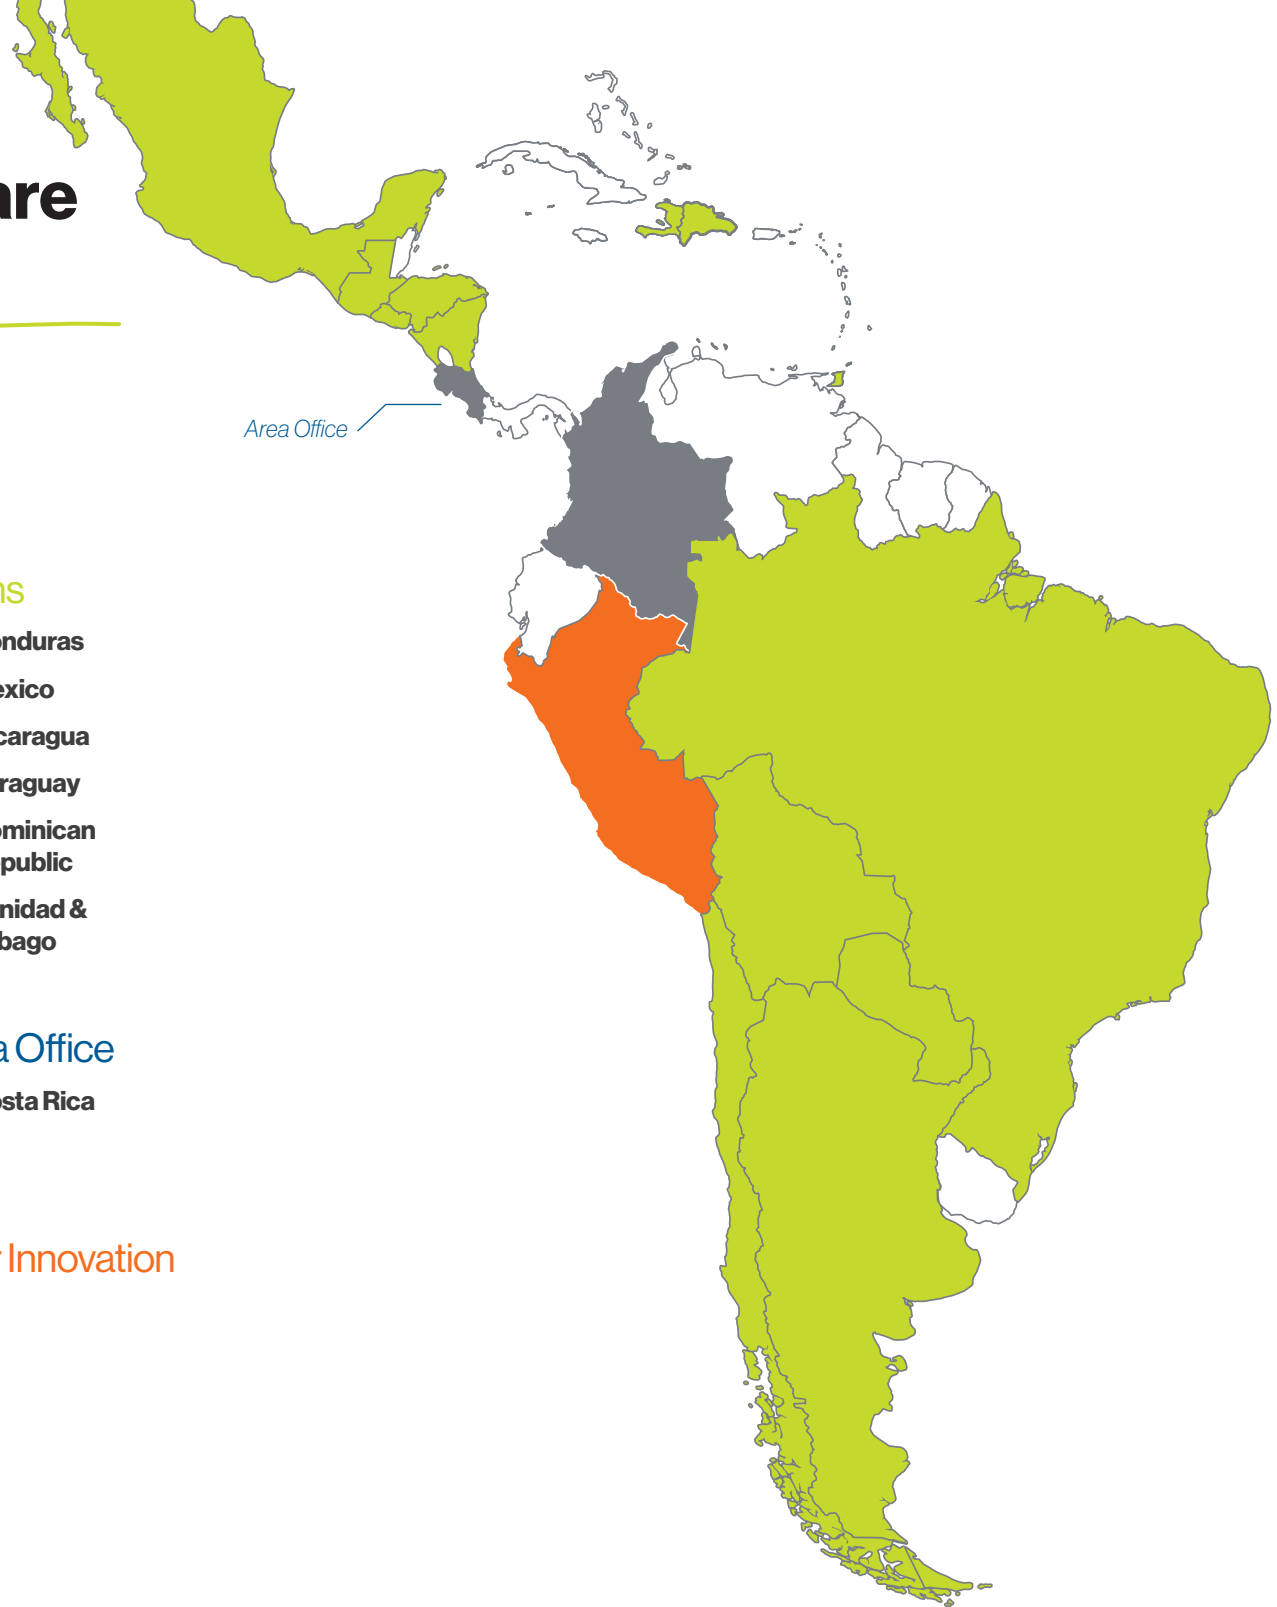 are
Area Office
ns
onduras
exico
caragua
raguay
ominican
public
nidad &
bago
a Office
osta Rica
r Innovation